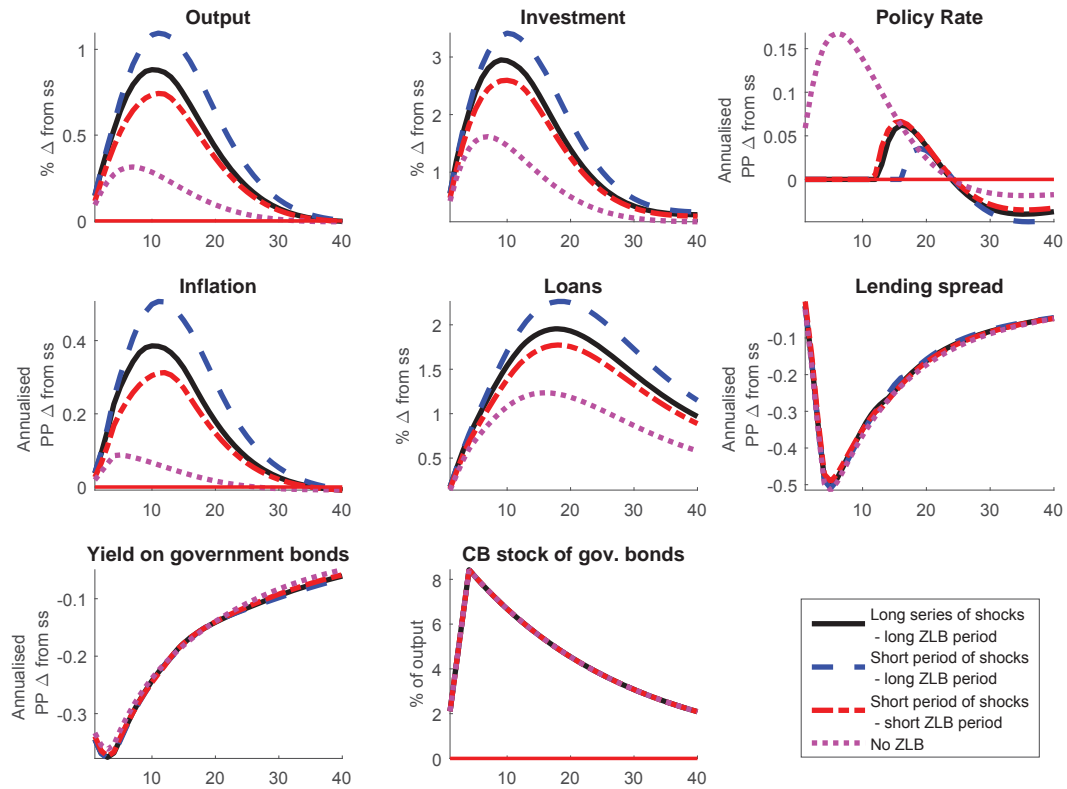 Output
% Δ from ss
1
0.5
0
10
20
30
40
Investment
% Δ from ss
3
2
1
10
20
30
40
Policy Rate
Annualised
PP Δ from ss
0.15
0.1
0.05
0
10
20
30
40
Inflation
Annualised
PP Δ from ss
0.4
0.2
0
10
20
30
40
Loans
% Δ from ss
2
1.5
1
0.5
10
20
30
40
Lending spread
Annualised
PP Δ from ss
-0.1
-0.2
-0.3
-0.4
-0.5
10
20
30
40
Yield on government bonds
Annualised
PP Δ from ss
-0.1
-0.2
-0.3
10
20
30
40
CB stock of gov. bonds
% of output
8
6
4
2
0
10
20
30
40
Long series of shocks
- long ZLB period
Short period of shocks
- long ZLB period
Short period of shocks
- short ZLB period
No ZLB